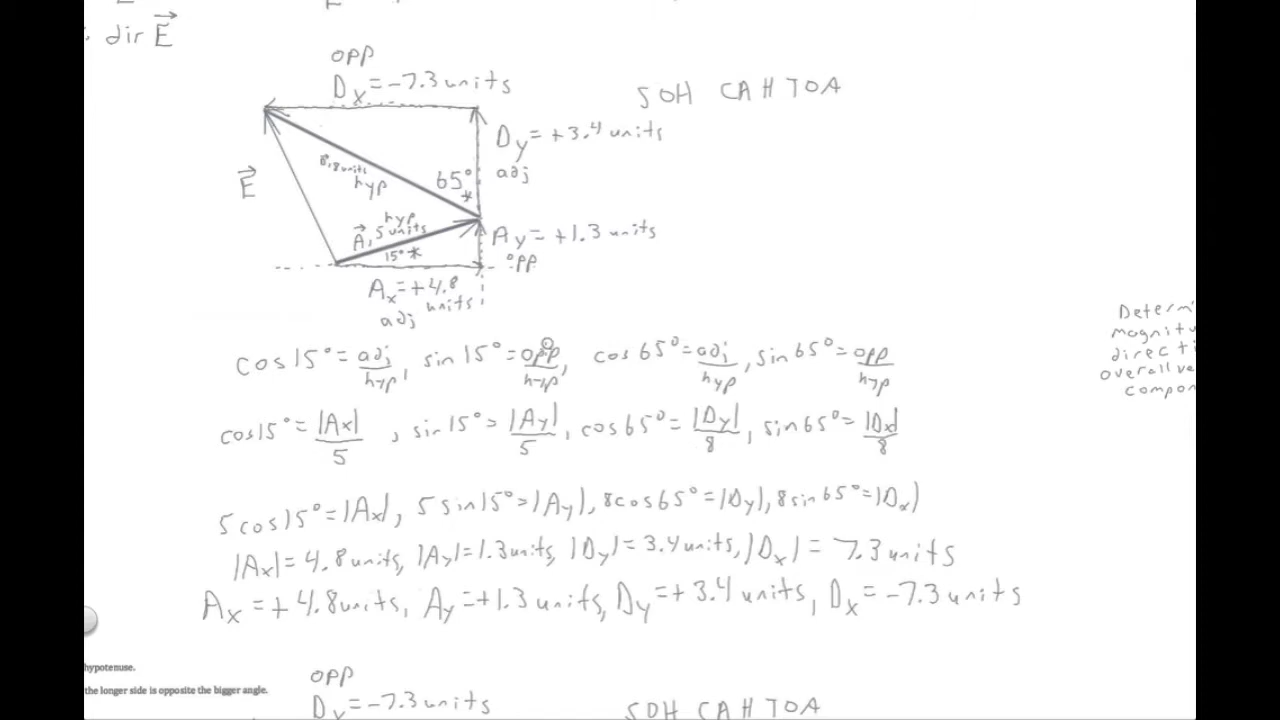 dir E
opp
Dx = -7.3 units
SOH CAH TOA
Dy = +3.4 units
adj
65°
*
hyp
E
hyp
A, 5 units
15° *
Ay = +1.3 units
opp
Ax = +4.8
units
adj
cos 15° = adj/hyp, sin 15° = opp/hyp, cos 65° = adj/hyp, sin 65° = opp/hyp
cos 15° = |Ax|/5, sin 15° = |Ay|/5, cos 65° = |Dy|/8, sin 65° = |Dx|/8
5 cos 15° = |Ax|, 5 sin 15° = |Ay|, 8 cos 65° = |Dy|, 8 sin 65° = |Dx|
|Ax| = 4.8 units, |Ay| = 1.3 units, |Dy| = 3.4 units, |Dx| = 7.3 units
Ax = +4.8 units, Ay = +1.3 units, Dy = +3.4 units, Dx = -7.3 units
Determ
magnitu
directi
overall ve
compon
hypotenuse.
the longer side is opposite the bigger angle.
opp
Dx = -7.3 units
SOH CAH TOA